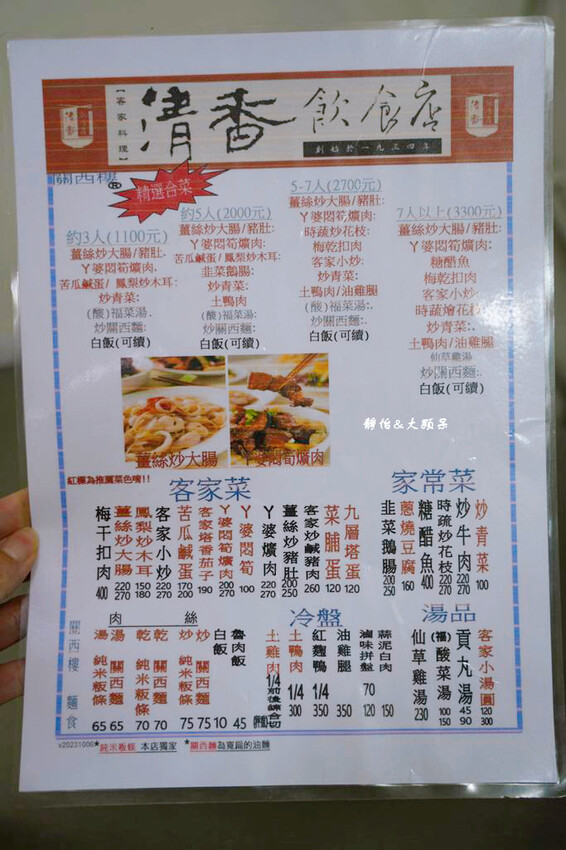 【客家料理】
清香飲食店
創始於一九三四年
關西樓®
精選合菜
約3人(1100元)
薑絲炒大腸/豬肚:
ㄚ婆悶筍爌肉.
苦瓜鹹蛋/鳳梨炒木耳:
炒青菜:
(酸)福菜湯.
炒關西麵:
白飯(可續)
約5人(2000元)
薑絲炒大腸/豬肚:
ㄚ婆悶筍爌肉.
苦瓜鹹蛋/鳳梨炒木耳:
韭菜鵝腸:
炒青菜:
土鴨肉
(酸)福菜湯:
炒關西麵:
白飯(可續)
5-7人(2700元)
薑絲炒大腸/豬肚:
ㄚ婆悶筍爌肉:
時蔬炒花枝:
梅乾扣肉
客家小炒:
炒青菜:
土鴨肉/油雞腿
(酸)福菜湯:
炒關西麵:
白飯(可續)
7人以上(3300元)
薑絲炒大腸/豬肚:
ㄚ婆悶筍爌肉:
糖醋魚
梅乾扣肉
客家小炒:
時蔬燴花枝:
炒青菜:
土鴨肉/油雞腿
仙草雞湯
炒關西麵:
白飯(可續)
薑絲炒大腸
ㄚ婆悶筍爌肉
靜怡&大顆呆
紅標為推薦菜色唷!!
客家菜
梅干扣肉 400
薑絲炒大腸 220 270
鳳梨炒木耳 150 180
客家小炒 220 270
苦瓜鹹蛋 170 200
客家塔香茄子 190
ㄚ婆悶筍爌肉 220 270
ㄚ婆悶筍 100
ㄚ婆爌肉 220 270
薑絲炒豬肚 200 250
客家炒鹹豬肉 260
菜脯蛋 120
九層塔蛋 120
家常菜
韭菜鵝腸 200
蔥燒豆腐 160
糖醋魚 400
時疏炒花枝 220 270
炒牛肉 220 270
炒青菜 100
關西樓 麵食
肉絲
湯 純米粄條 65
湯 關西麵 65
乾 純米粄條 70
乾 關西麵 70
炒 純米粄條 75
炒 關西麵 75
白飯 10
魯肉飯 45
冷盤
土雞肉 1/4
土鴨肉 1/4 300
紅麴鴨 1/4 350
油雞腿 350
滷味拼盤 70 120
蒜泥白肉 150
湯品
仙草雞湯 230
(福)酸菜湯 100 150
貢丸湯 45 90
客家小湯圓 120 300
v20231006★純米粄條 本店獨家
★關西麵為寬扁的油麵